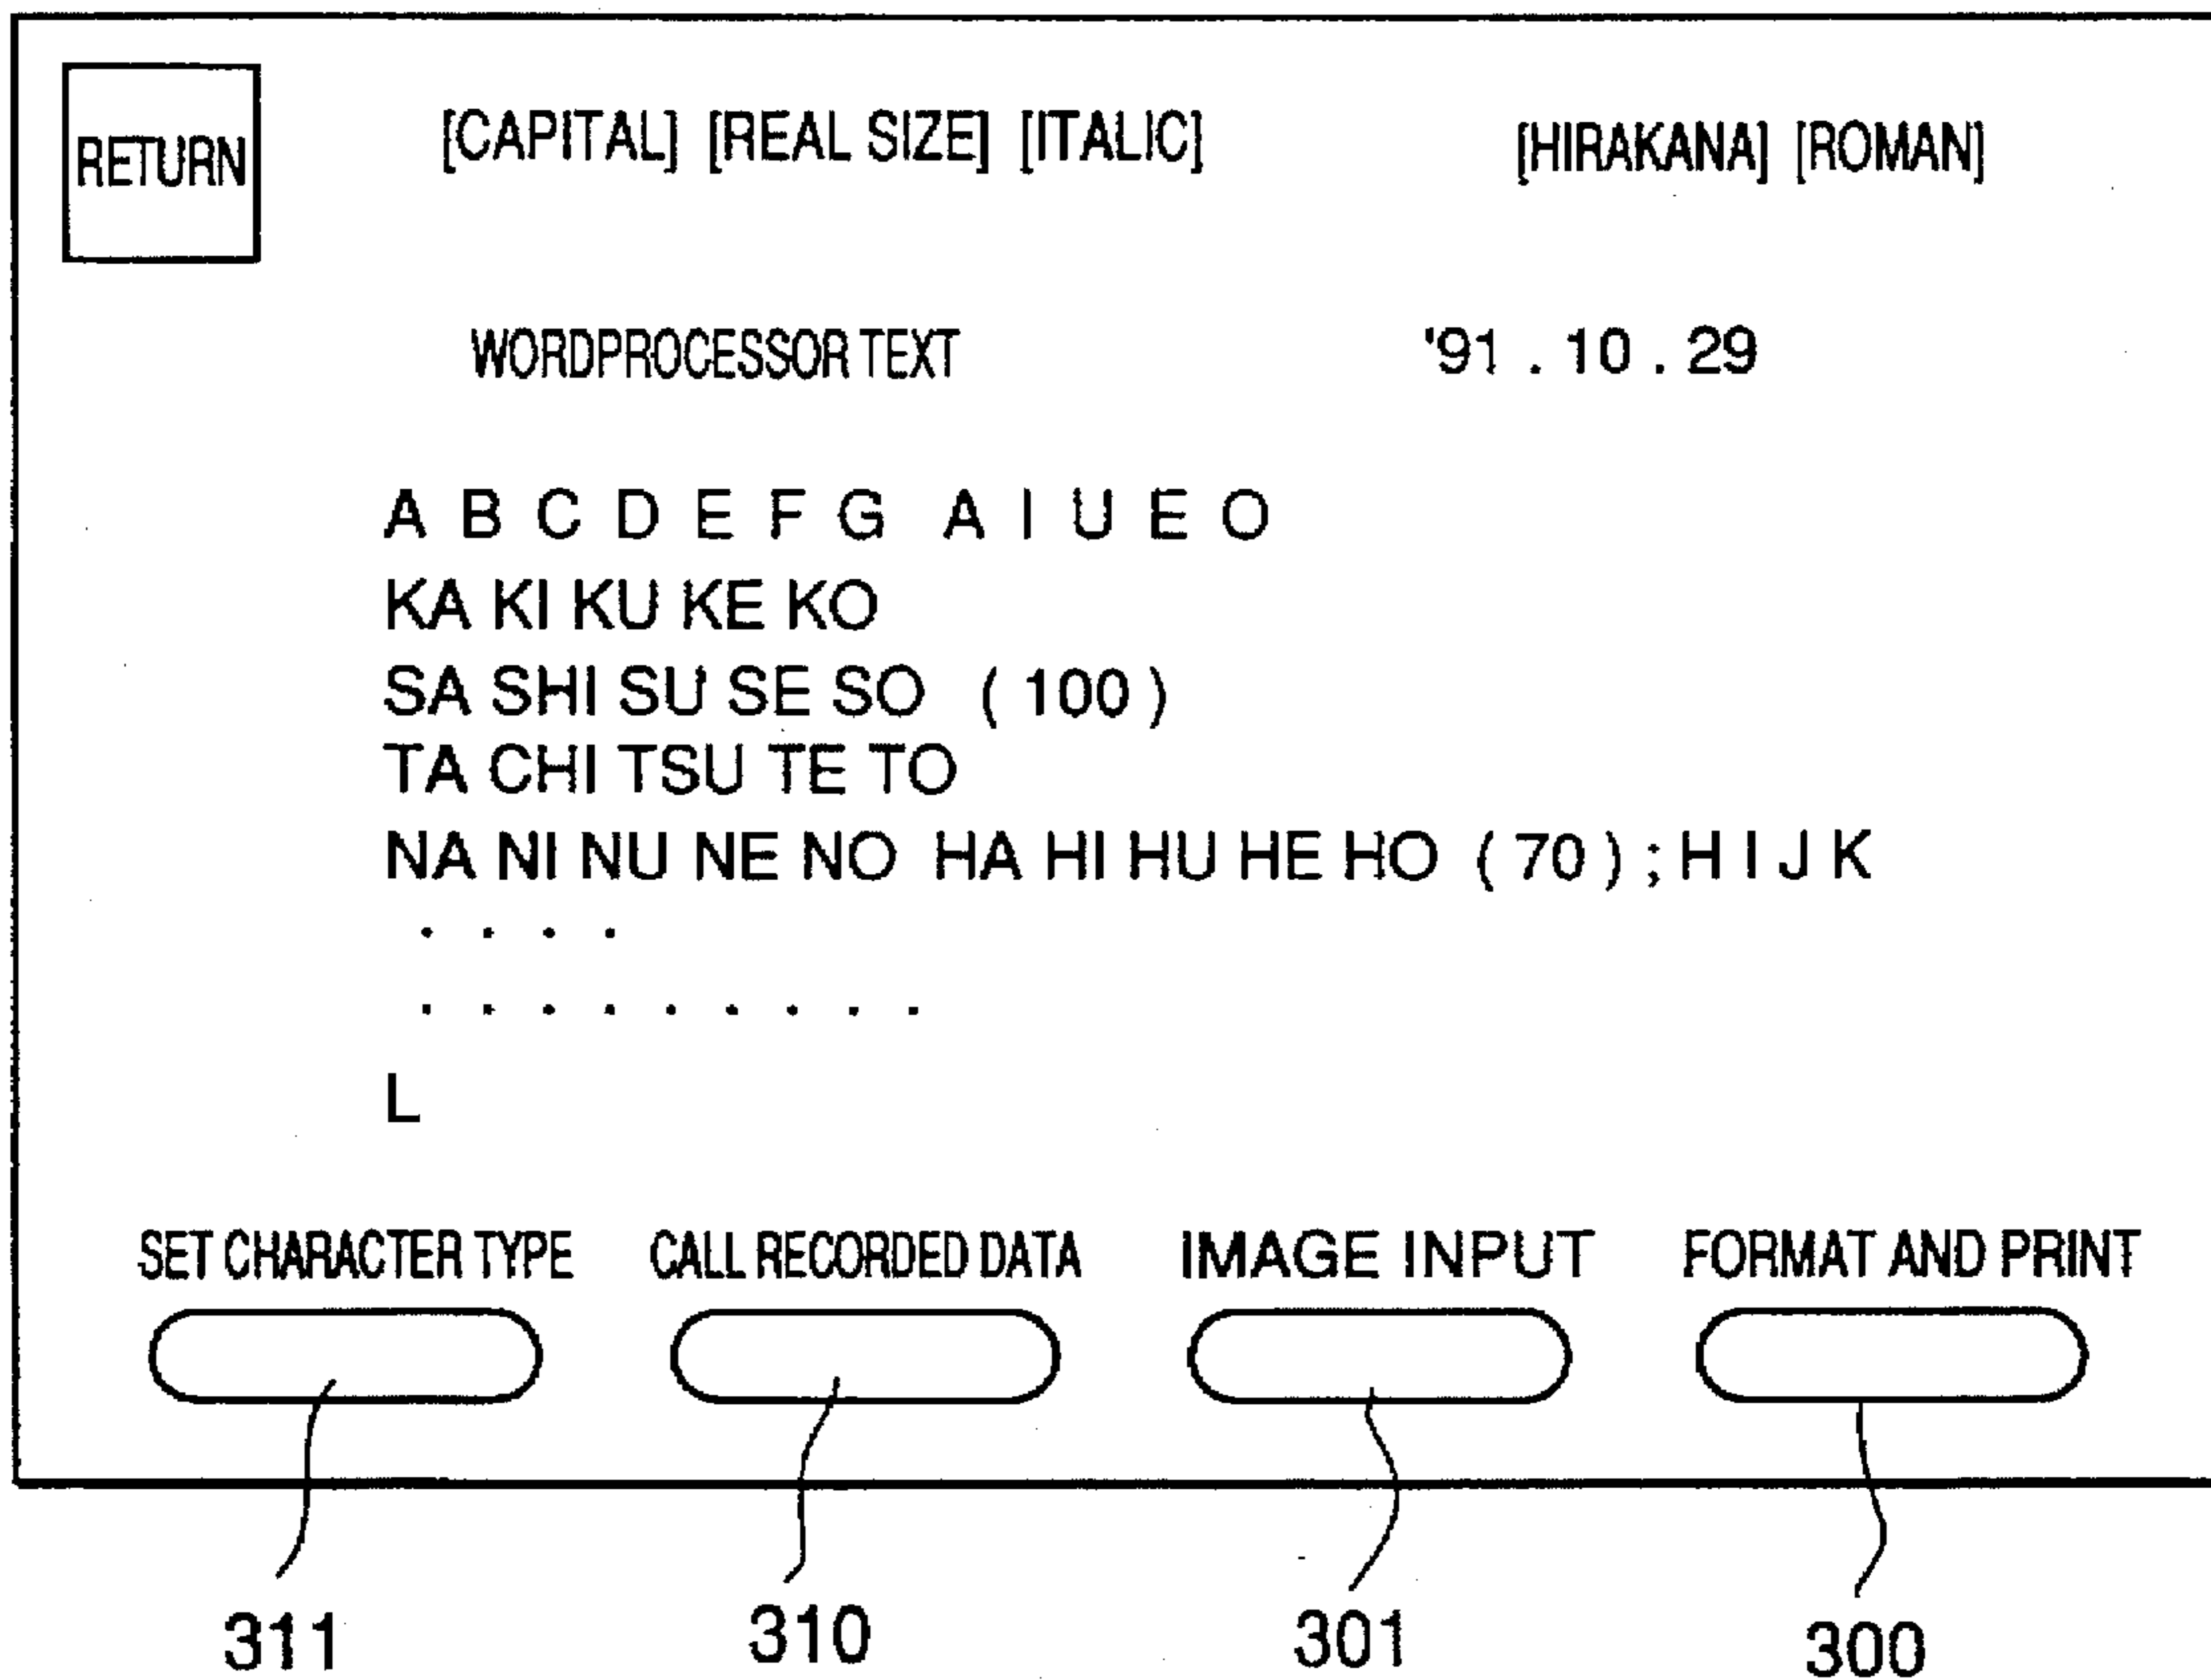 RETURN [CAPITAL] [REAL SIZE] [ITALIC] [HIRAKANA] [ROMAN]
WORDPROCESSOR TEXT '91 . 10 . 29
A B C D E F G A I U E O
KA KI KU KE KO
SA SHI SU SE SO ( 100 )
TA CHI TSU TE TO
NA NI NU NE NO HA HI HU HE HO ( 70 ) ; H I J K
. . . .
. . . . . . . . .
L
SET CHARACTER TYPE CALL RECORDED DATA IMAGE INPUT FORMAT AND PRINT
311 310 301 300